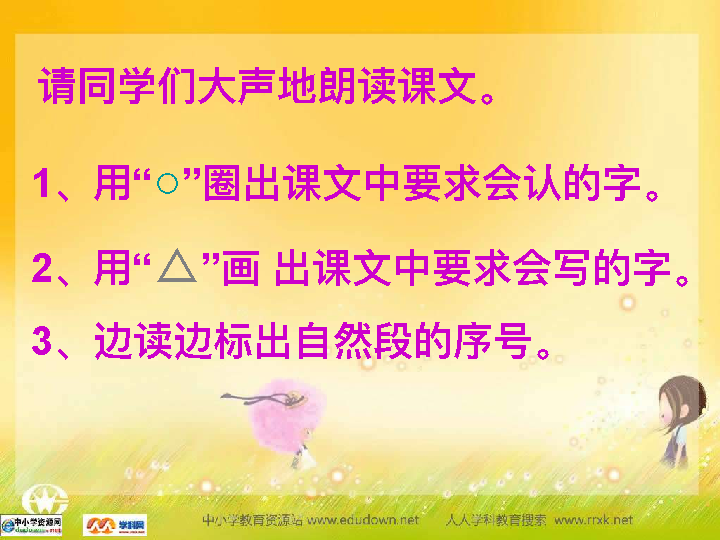 请同学们大声地朗读课文。
1、用“○”圈出课文中要求会认的字。
2、用“△”画 出课文中要求会写的字。
3、边读边标出自然段的序号。
中小学资源网 学科网 中小学教育资源站 www.edudown.net 人人学科教育搜索 www.rrxk.net